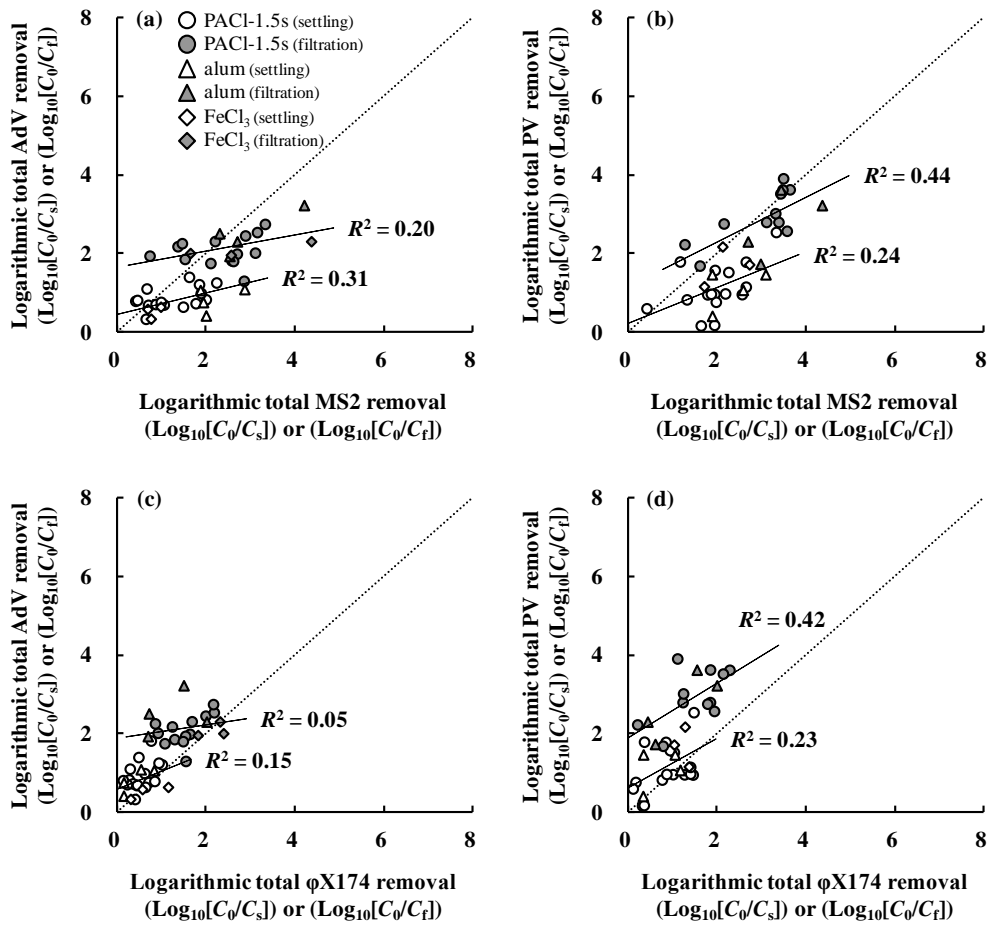 (a)
PACl-1.5s (settling)
PACl-1.5s (filtration)
alum (settling)
alum (filtration)
FeCl₃ (settling)
FeCl₃ (filtration)
Logarithmic total AdV removal
(Log₁₀[C₀/Cₛ]) or (Log₁₀[C₀/C_f])
8
6
4
2
0
R² = 0.20
R² = 0.31
0 2 4 6 8
Logarithmic total MS2 removal
(Log₁₀[C₀/Cₛ]) or (Log₁₀[C₀/C_f])
(b)
Logarithmic total PV removal
(Log₁₀[C₀/Cₛ]) or (Log₁₀[C₀/C_f])
8
6
4
2
0
R² = 0.44
R² = 0.24
0 2 4 6 8
Logarithmic total MS2 removal
(Log₁₀[C₀/Cₛ]) or (Log₁₀[C₀/C_f])
(c)
Logarithmic total AdV removal
(Log₁₀[C₀/Cₛ]) or (Log₁₀[C₀/C_f])
8
6
4
2
0
R² = 0.05
R² = 0.15
0 2 4 6 8
Logarithmic total φX174 removal
(Log₁₀[C₀/Cₛ]) or (Log₁₀[C₀/C_f])
(d)
Logarithmic total PV removal
(Log₁₀[C₀/Cₛ]) or (Log₁₀[C₀/C_f])
8
6
4
2
0
R² = 0.42
R² = 0.23
0 2 4 6 8
Logarithmic total φX174 removal
(Log₁₀[C₀/Cₛ]) or (Log₁₀[C₀/C_f])